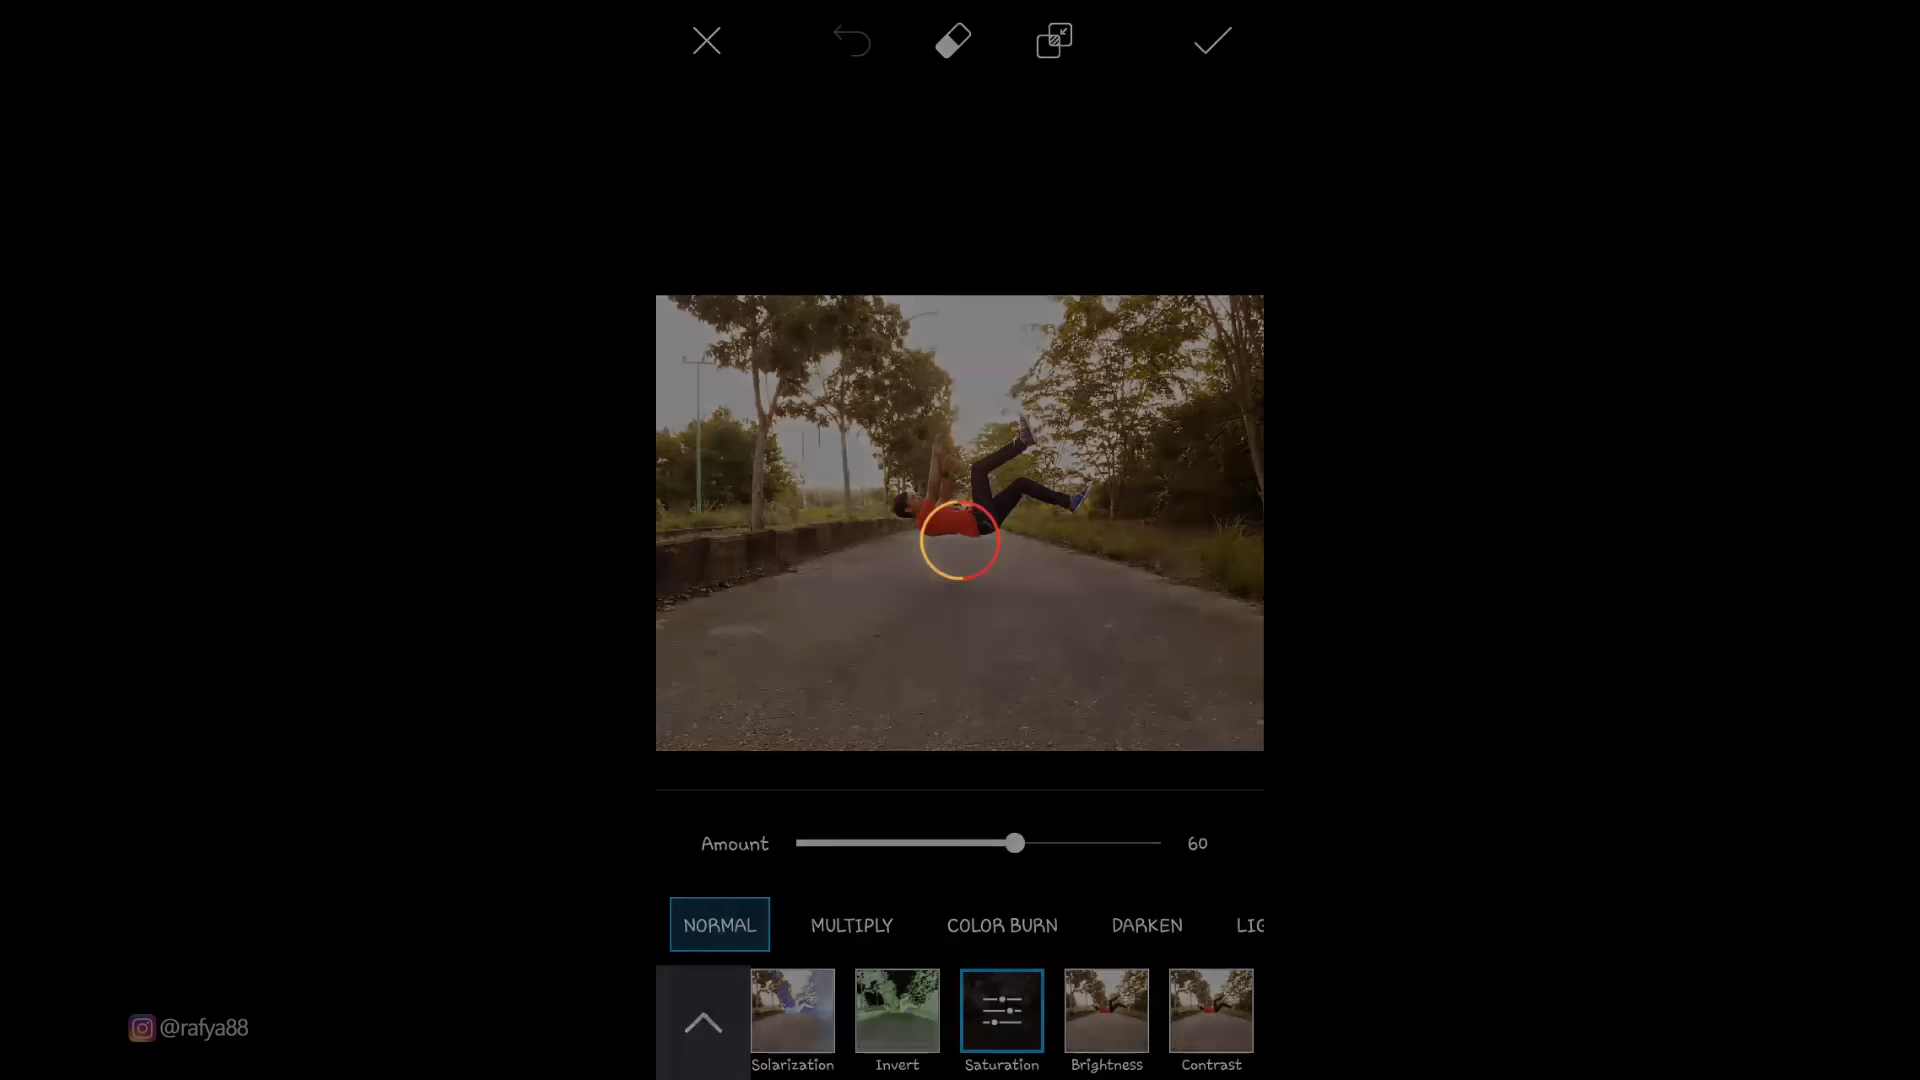 Amount 60
NORMAL MULTIPLY COLOR BURN DARKEN LIG
Solarization Invert Saturation Brightness Contrast
@rafya88